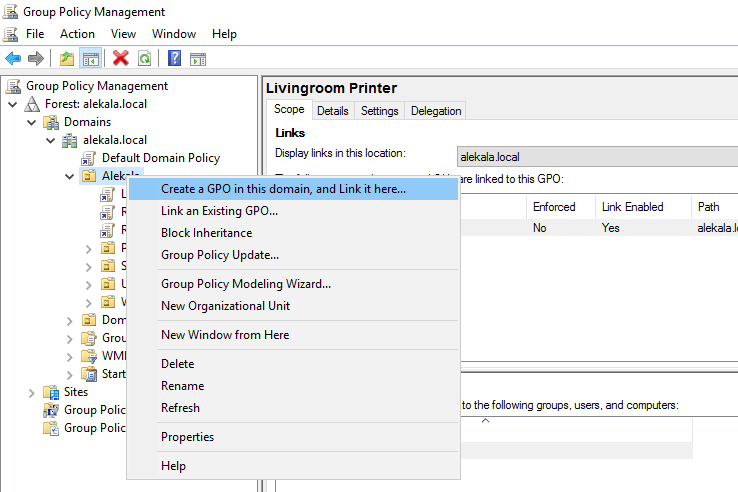 Group Policy Management
File Action View Window Help
Group Policy Management
Forest: alekala.local
Domains
alekala.local
Default Domain Policy
Alekala
L
R
R
P
S
U
W
Dom
Grou
WMI
Start
Sites
Group Polic
Group Polic
Create a GPO in this domain, and Link it here...
Link an Existing GPO...
Block Inheritance
Group Policy Update...
Group Policy Modeling Wizard...
New Organizational Unit
New Window from Here
Delete
Rename
Refresh
Properties
Help
Livingroom Printer
Scope Details Settings Delegation
Links
Display links in this location: alekala.local
are linked to this GPO:
Enforced Link Enabled Path
No Yes alekala.l
to the following groups, users, and computers: